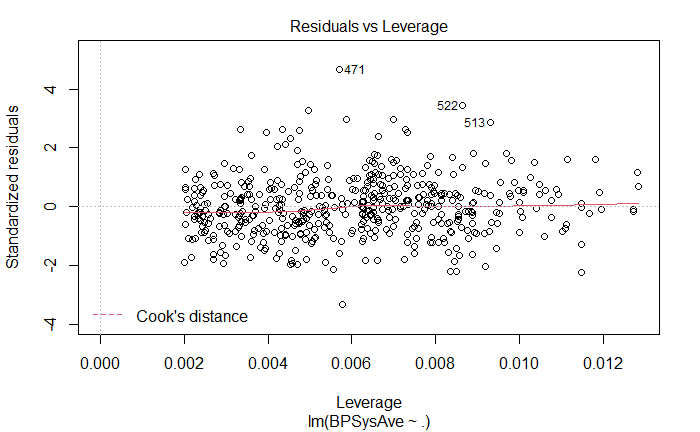 Residuals vs Leverage
Standardized residuals
4
2
0
-2
-4
471
522
513
Cook's distance
0.000 0.002 0.004 0.006 0.008 0.010 0.012
Leverage
lm(BPSysAve ~ .)